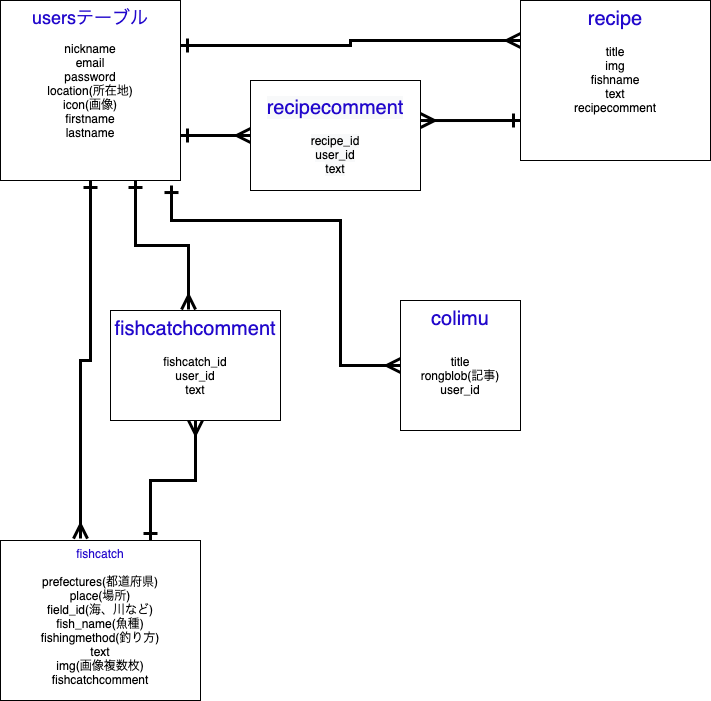 usersテーブル
nickname
email
password
location(所在地)
icon(画像)
firstname
lastname
recipe
title
img
fishname
text
recipecomment
recipecomment
recipe_id
user_id
text
fishcatchcomment
fishcatch_id
user_id
text
colimu
title
rongblob(記事)
user_id
fishcatch
prefectures(都道府県)
place(場所)
field_id(海、川など)
fish_name(魚種)
fishingmethod(釣り方)
text
img(画像複数枚)
fishcatchcomment